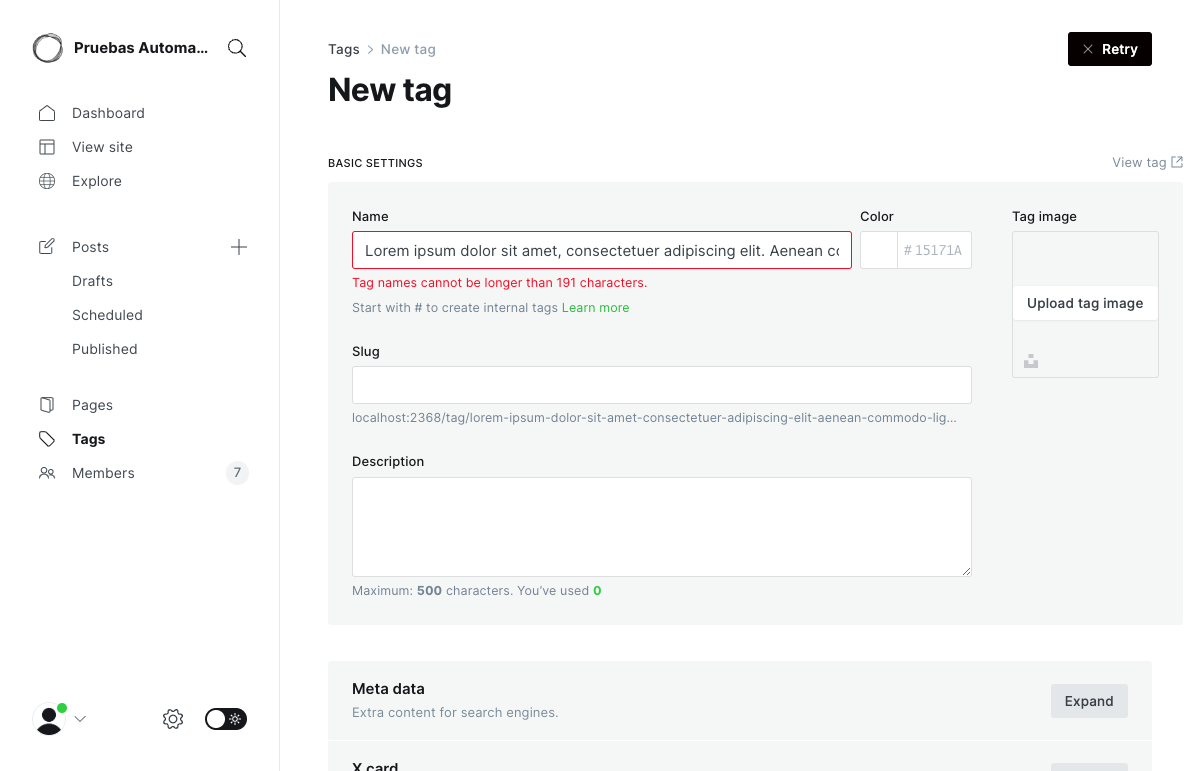 Pruebas Automa...
Dashboard
View site
Explore
Posts
Drafts
Scheduled
Published
Pages
Tags
Members
7
Tags
New tag
Retry
New tag
BASIC SETTINGS
View tag
Name
Lorem ipsum dolor sit amet, consectetuer adipiscing elit. Aenean co
Tag names cannot be longer than 191 characters.
Start with # to create internal tags Learn more
Color
# 15171A
Tag image
Upload tag image
Slug
localhost:2368/tag/lorem-ipsum-dolor-sit-amet-consectetuer-adipiscing-elit-aenean-commodo-lig...
Description
Maximum: 500 characters. You’ve used 0
Meta data
Extra content for search engines.
Expand
X card